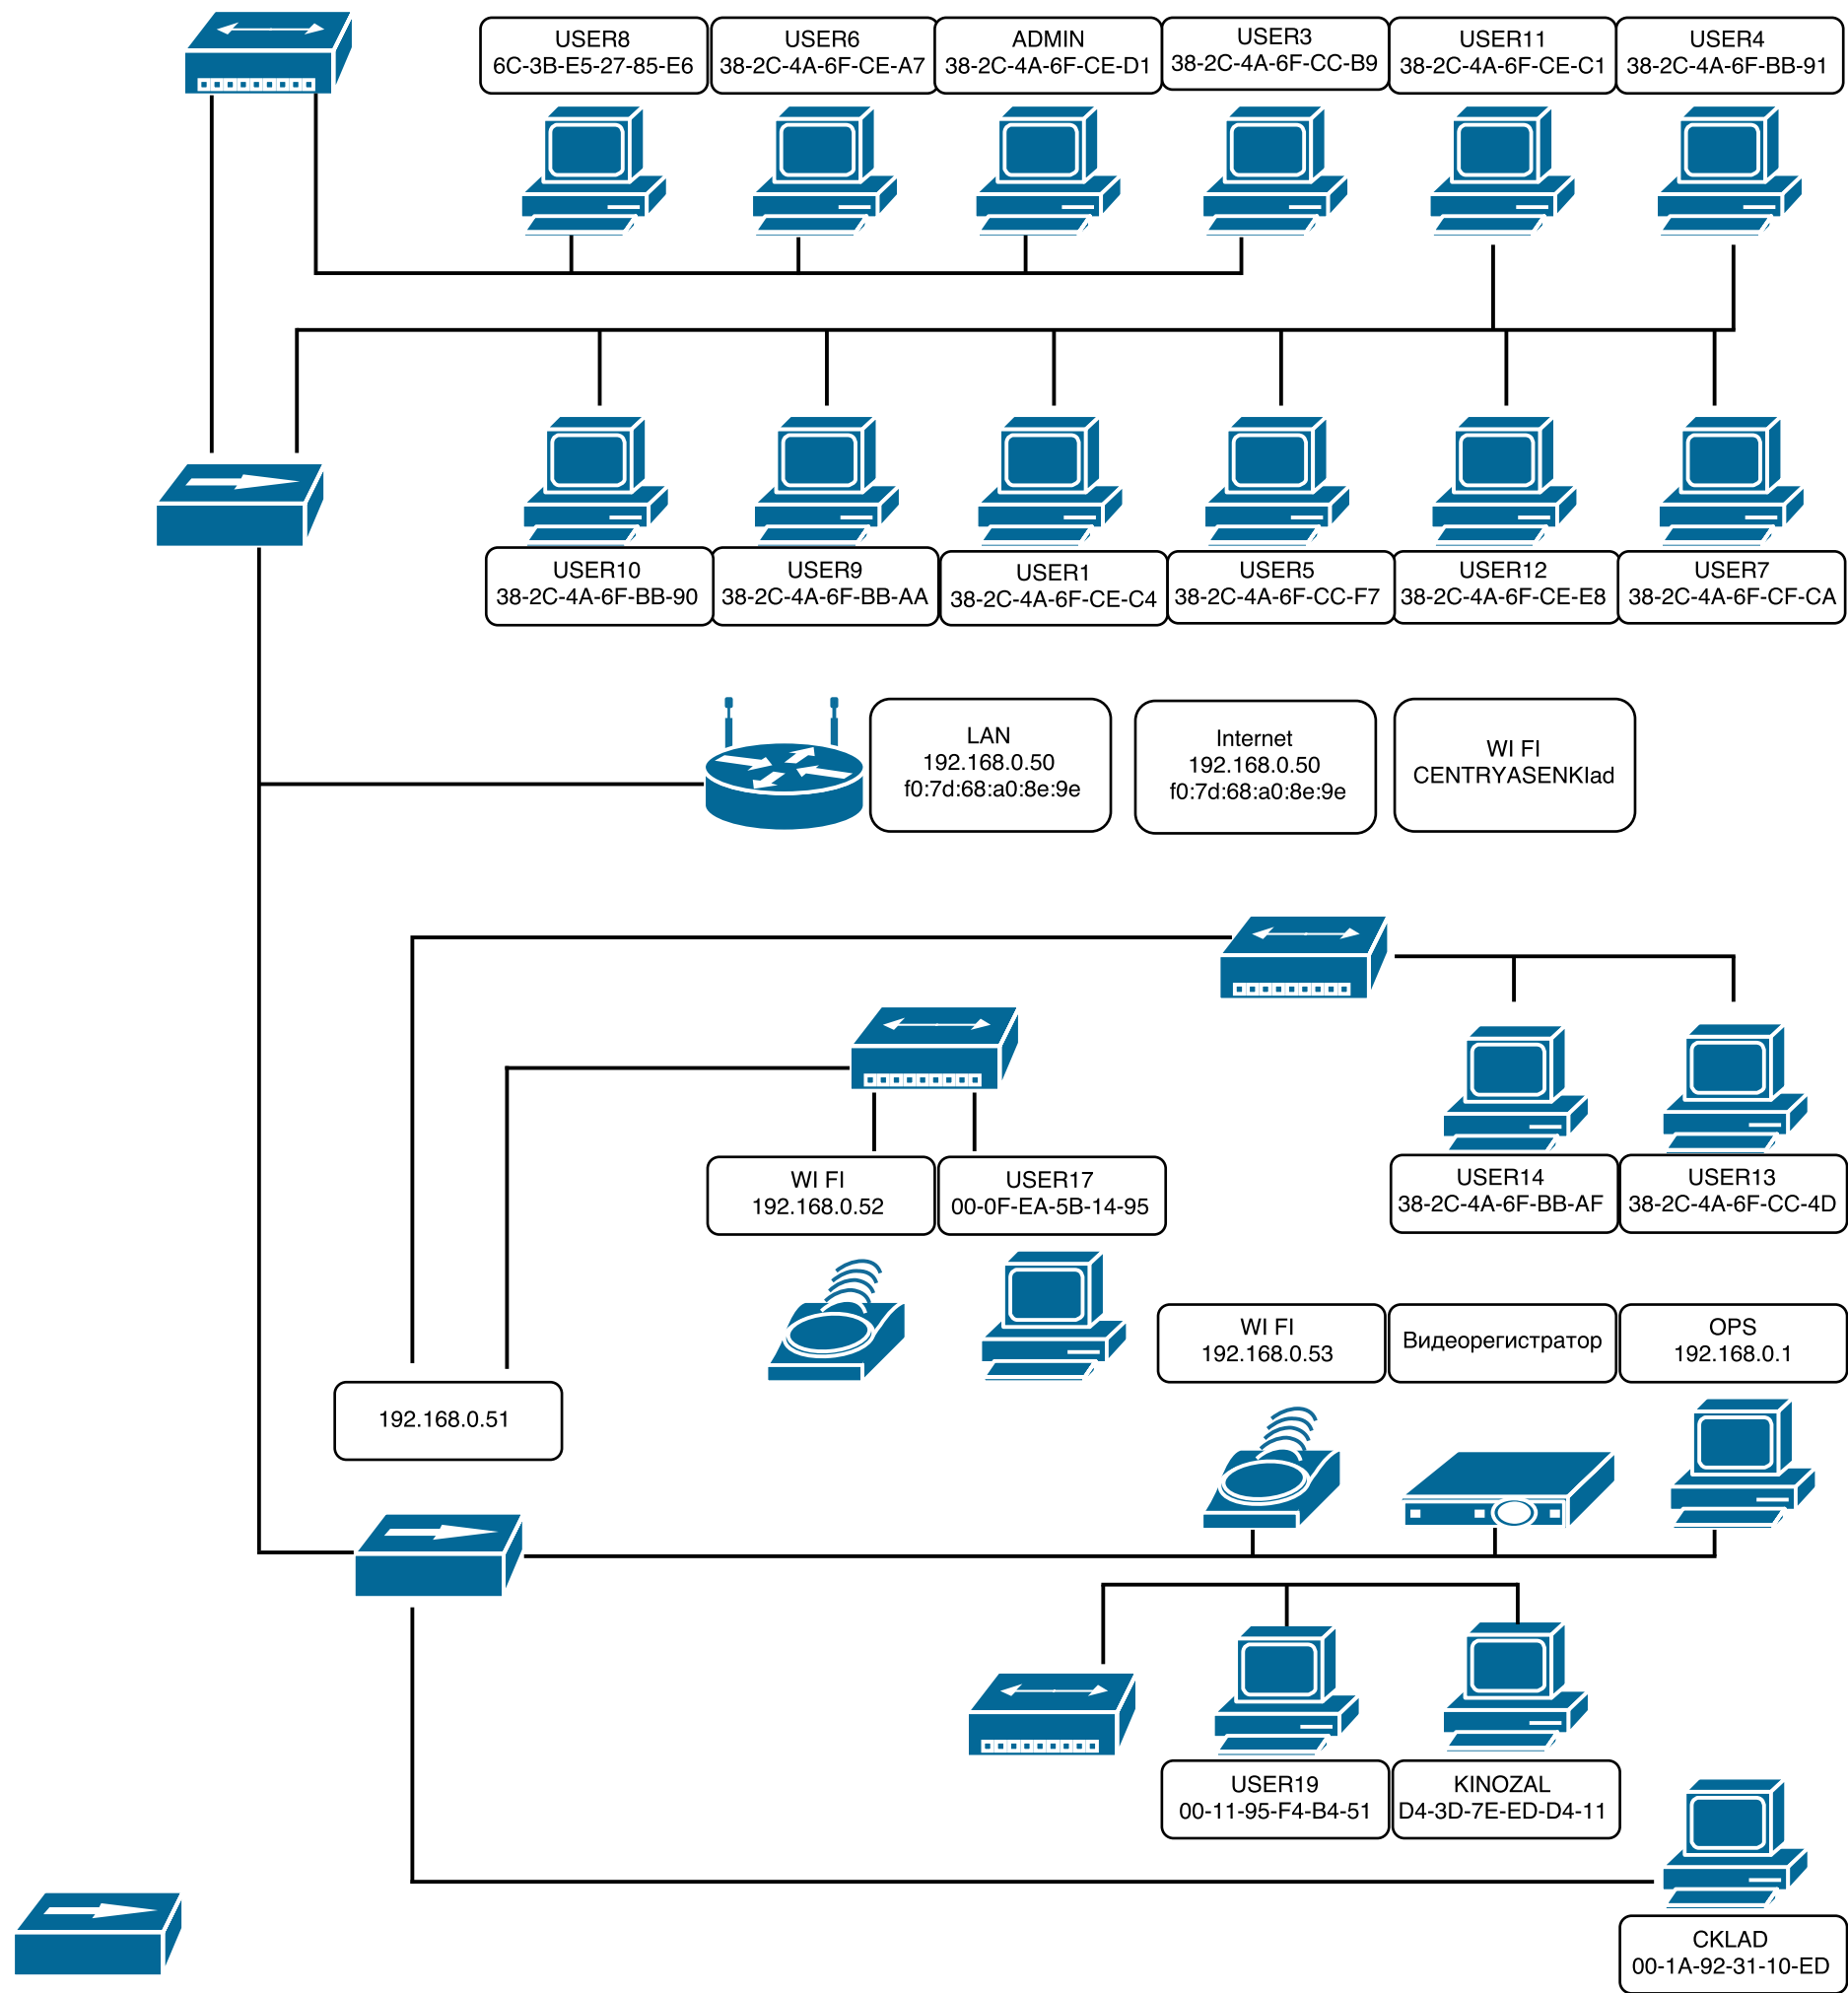 USER8
6C-3B-E5-27-85-E6
USER6
38-2C-4A-6F-CE-A7
ADMIN
38-2C-4A-6F-CE-D1
USER3
38-2C-4A-6F-CC-B9
USER11
38-2C-4A-6F-CE-C1
USER4
38-2C-4A-6F-BB-91
USER10
38-2C-4A-6F-BB-90
USER9
38-2C-4A-6F-BB-AA
USER1
38-2C-4A-6F-CE-C4
USER5
38-2C-4A-6F-CC-F7
USER12
38-2C-4A-6F-CE-E8
USER7
38-2C-4A-6F-CF-CA
LAN
192.168.0.50
f0:7d:68:a0:8e:9e
Internet
192.168.0.50
f0:7d:68:a0:8e:9e
WI FI
CENTRYASENKlad
WI FI
192.168.0.52
USER17
00-0F-EA-5B-14-95
USER14
38-2C-4A-6F-BB-AF
USER13
38-2C-4A-6F-CC-4D
WI FI
192.168.0.53
Видеорегистратор
OPS
192.168.0.1
192.168.0.51
USER19
00-11-95-F4-B4-51
KINOZAL
D4-3D-7E-ED-D4-11
CKLAD
00-1A-92-31-10-ED